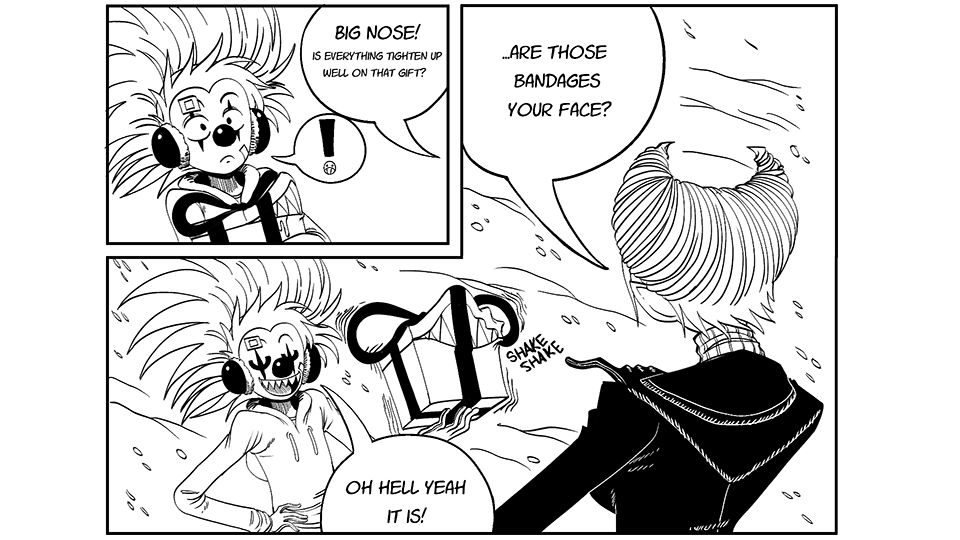 BIG NOSE!
IS EVERYTHING TIGHTEN UP
WELL ON THAT GIFT?
!
...ARE THOSE
BANDAGES
YOUR FACE?
SHAKE
SHAKE
OH HELL YEAH
IT IS!